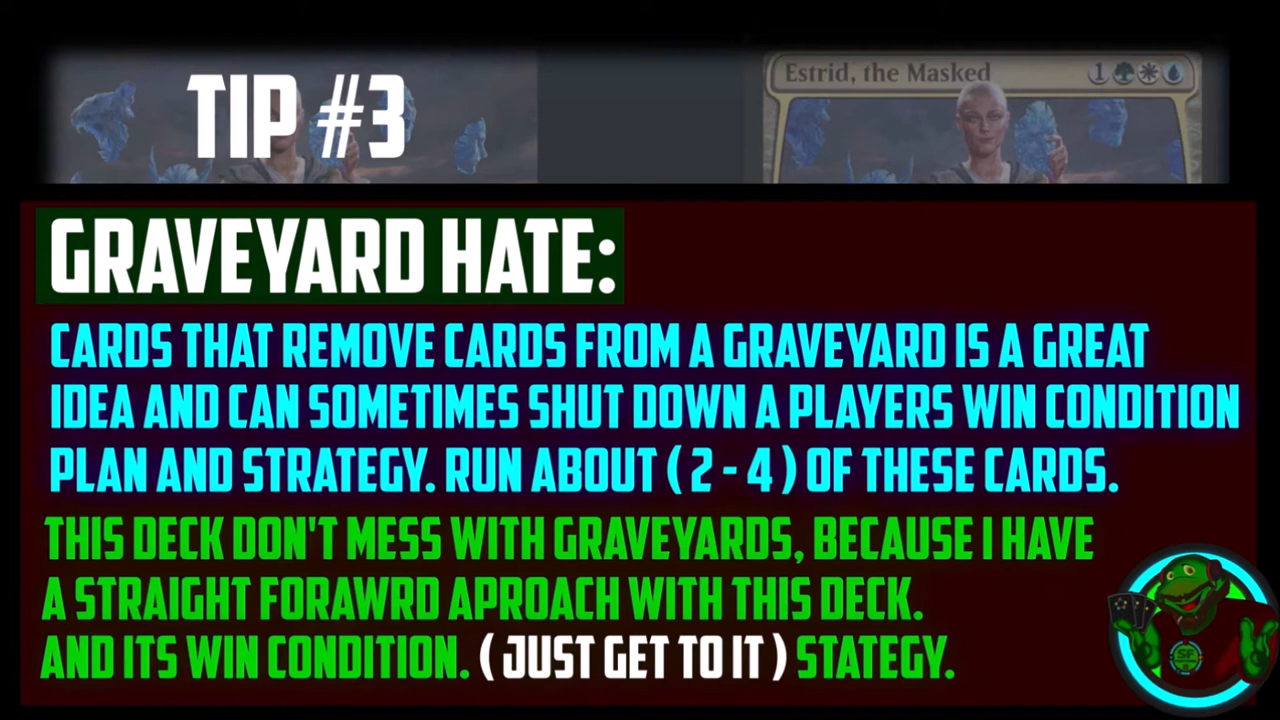 TIP #3
Estrid, the Masked 1
GRAVEYARD HATE:
CARDS THAT REMOVE CARDS FROM A GRAVEYARD IS A GREAT
IDEA AND CAN SOMETIMES SHUT DOWN A PLAYERS WIN CONDITION
PLAN AND STRATEGY. RUN ABOUT ( 2 - 4 ) OF THESE CARDS.
THIS DECK DON'T MESS WITH GRAVEYARDS, BECAUSE I HAVE
A STRAIGHT FORAWRD APROACH WITH THIS DECK.
AND ITS WIN CONDITION. ( JUST GET TO IT ) STATEGY.
SF